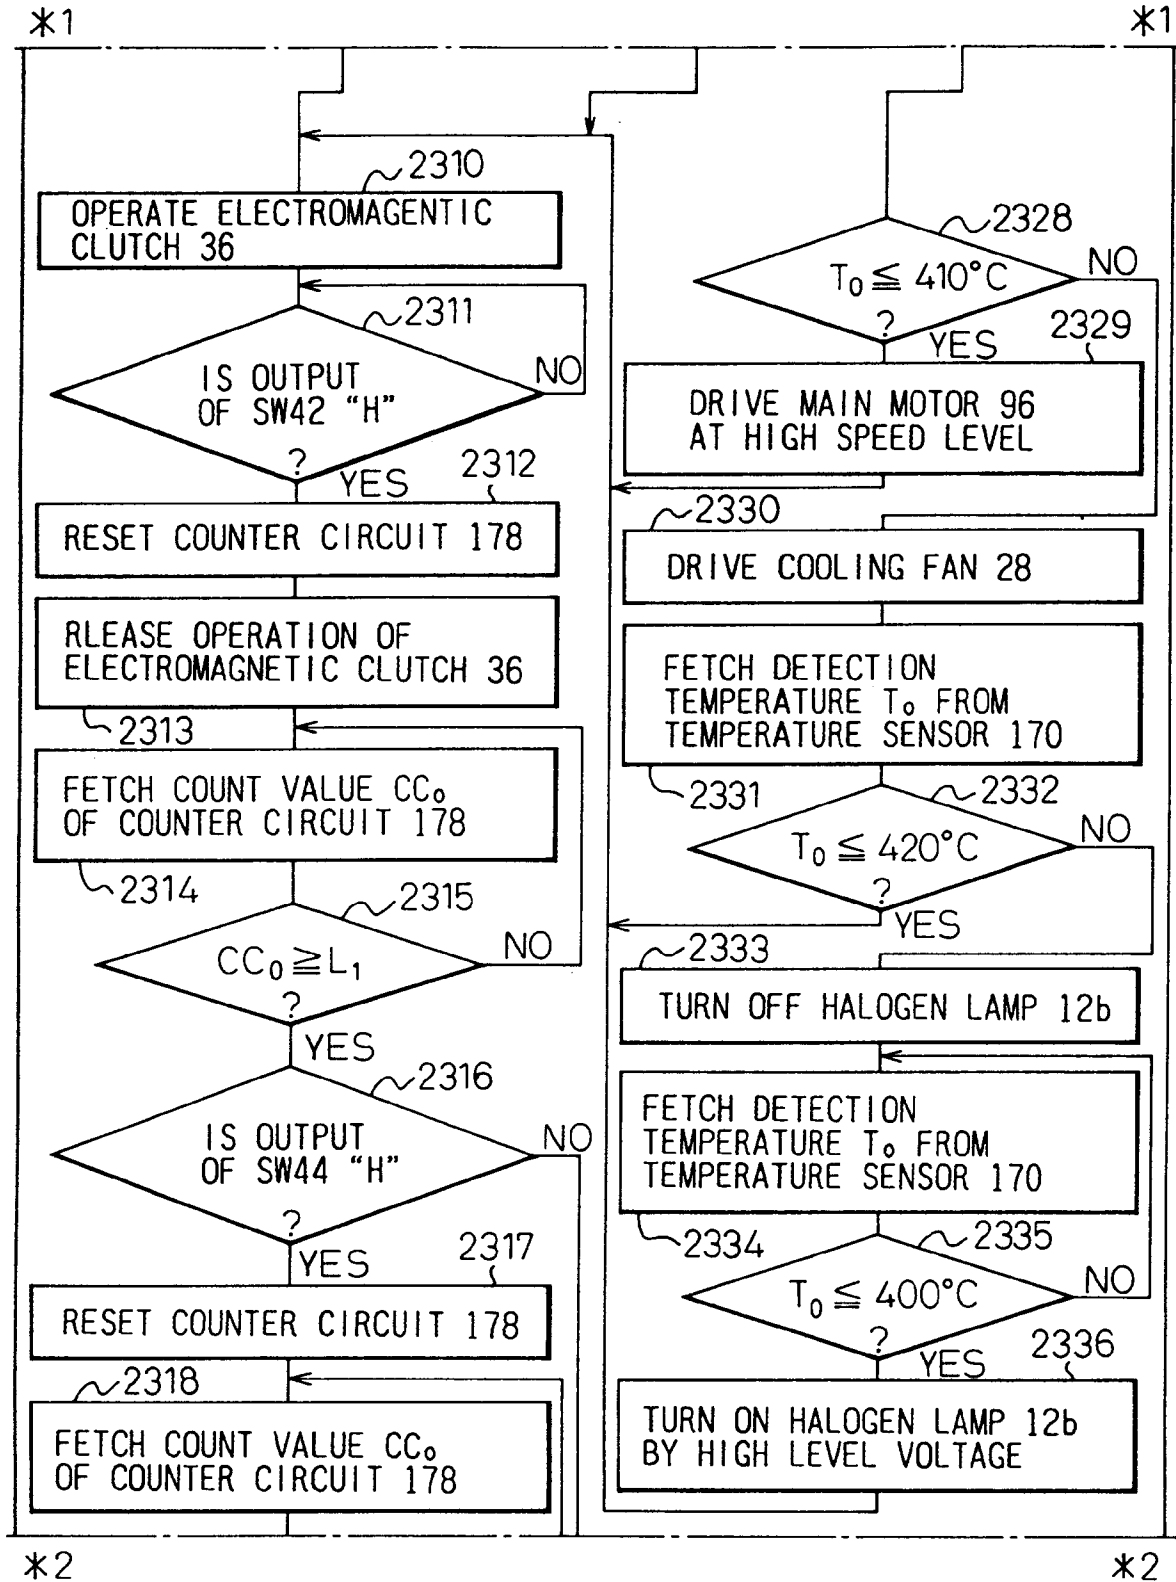 *1
*1
2310
OPERATE ELECTROMAGENTIC
CLUTCH 36
2311
IS OUTPUT
OF SW42 “H”
?
NO
YES
2312
RESET COUNTER CIRCUIT 178
RLEASE OPERATION OF
ELECTROMAGNETIC CLUTCH 36
2313
FETCH COUNT VALUE CC₀
OF COUNTER CIRCUIT 178
2314
2315
CC₀ ≧ L₁
?
NO
YES
2316
IS OUTPUT
OF SW44 “H”
?
NO
YES
2317
RESET COUNTER CIRCUIT 178
2318
FETCH COUNT VALUE CC₀
OF COUNTER CIRCUIT 178
2328
T₀ ≦ 410°C
?
NO
YES
2329
DRIVE MAIN MOTOR 96
AT HIGH SPEED LEVEL
2330
DRIVE COOLING FAN 28
FETCH DETECTION
TEMPERATURE T₀ FROM
TEMPERATURE SENSOR 170
2331
2332
T₀ ≦ 420°C
?
NO
YES
2333
TURN OFF HALOGEN LAMP 12b
FETCH DETECTION
TEMPERATURE T₀ FROM
TEMPERATURE SENSOR 170
2334
2335
T₀ ≦ 400°C
?
NO
YES
2336
TURN ON HALOGEN LAMP 12b
BY HIGH LEVEL VOLTAGE
*2
*2